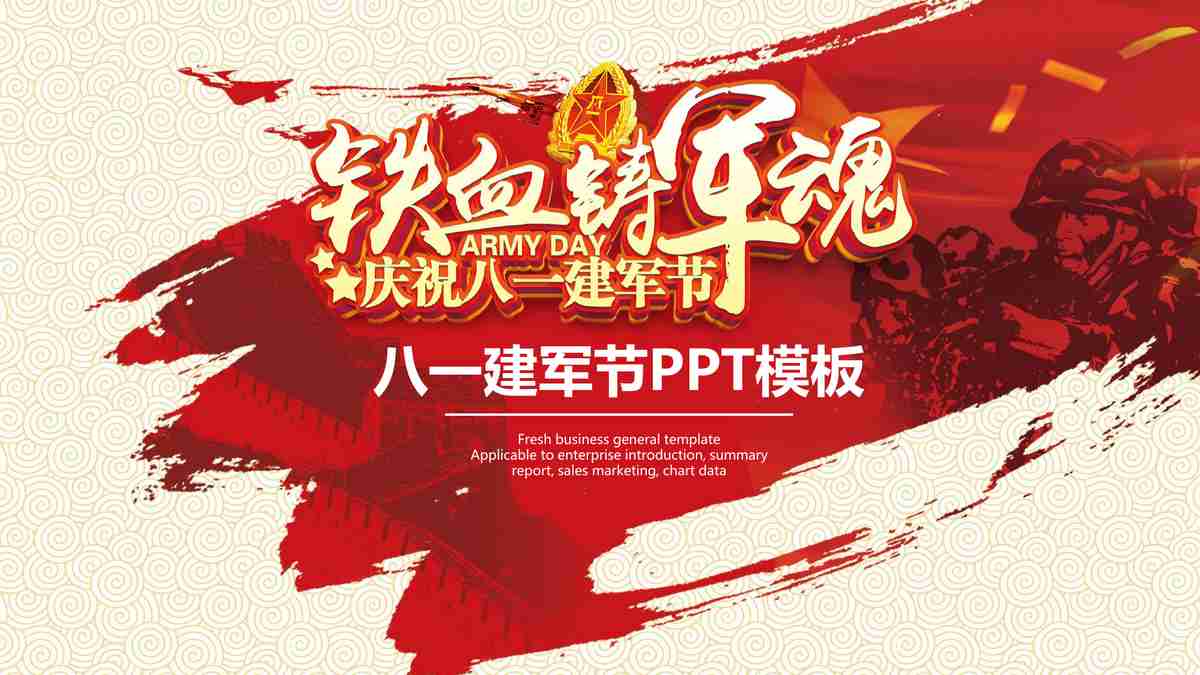 铁血铸军魂
ARMY DAY
庆祝八一建军节
八一建军节PPT模板
Fresh business general template
Applicable to enterprise introduction, summary
report, sales marketing, chart data